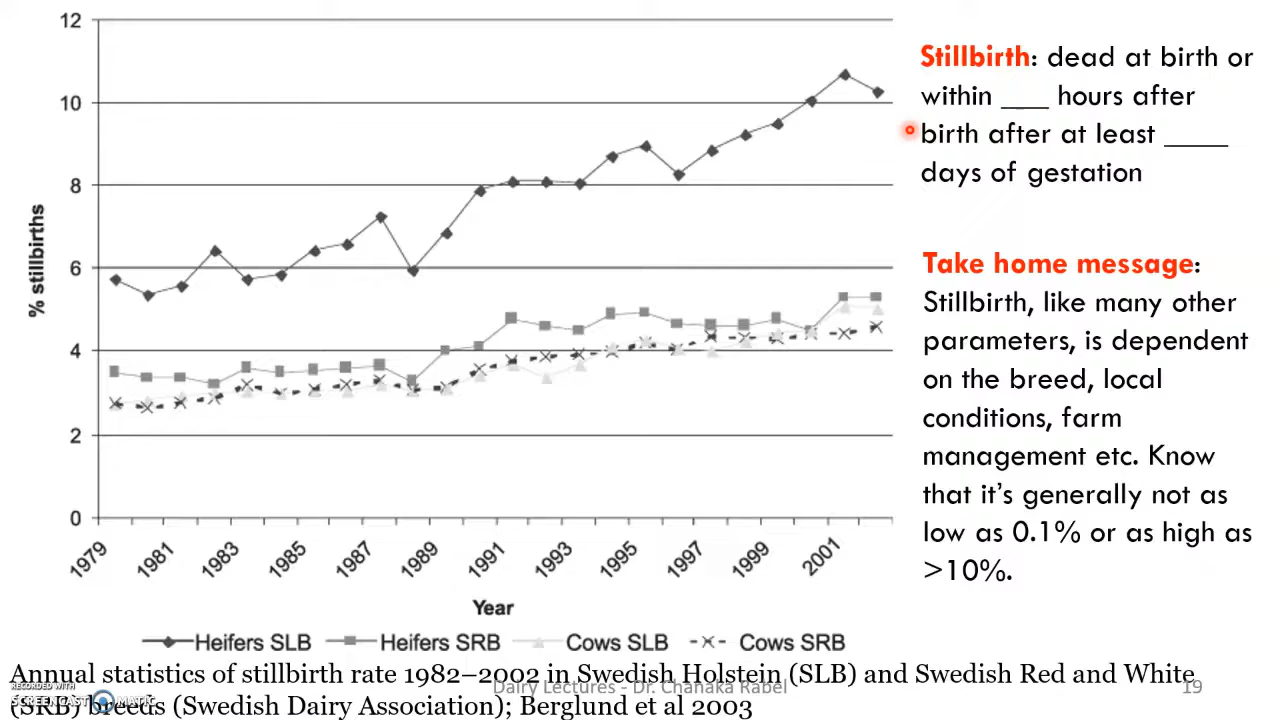 12
10
8
6
4
2
0
% stillbirths
1979
1981
1983
1985
1987
1989
1991
1993
1995
1997
1999
2001
Year
Heifers SLB
Heifers SRB
Cows SLB
Cows SRB
Stillbirth: dead at birth or
within ___ hours after
birth after at least ____
days of gestation
Take home message:
Stillbirth, like many other
parameters, is dependent
on the breed, local
conditions, farm
management etc. Know
that it's generally not as
low as 0.1% or as high as
>10%.
Annual statistics of stillbirth rate 1982–2002 in Swedish Holstein (SLB) and Swedish Red and White
(SRB) breeds (Swedish Dairy Association); Berglund et al 2003
Dairy Lectures - Dr. Chanaka Rabel
19
RECORDED WITH
SCREENCAST MATIC